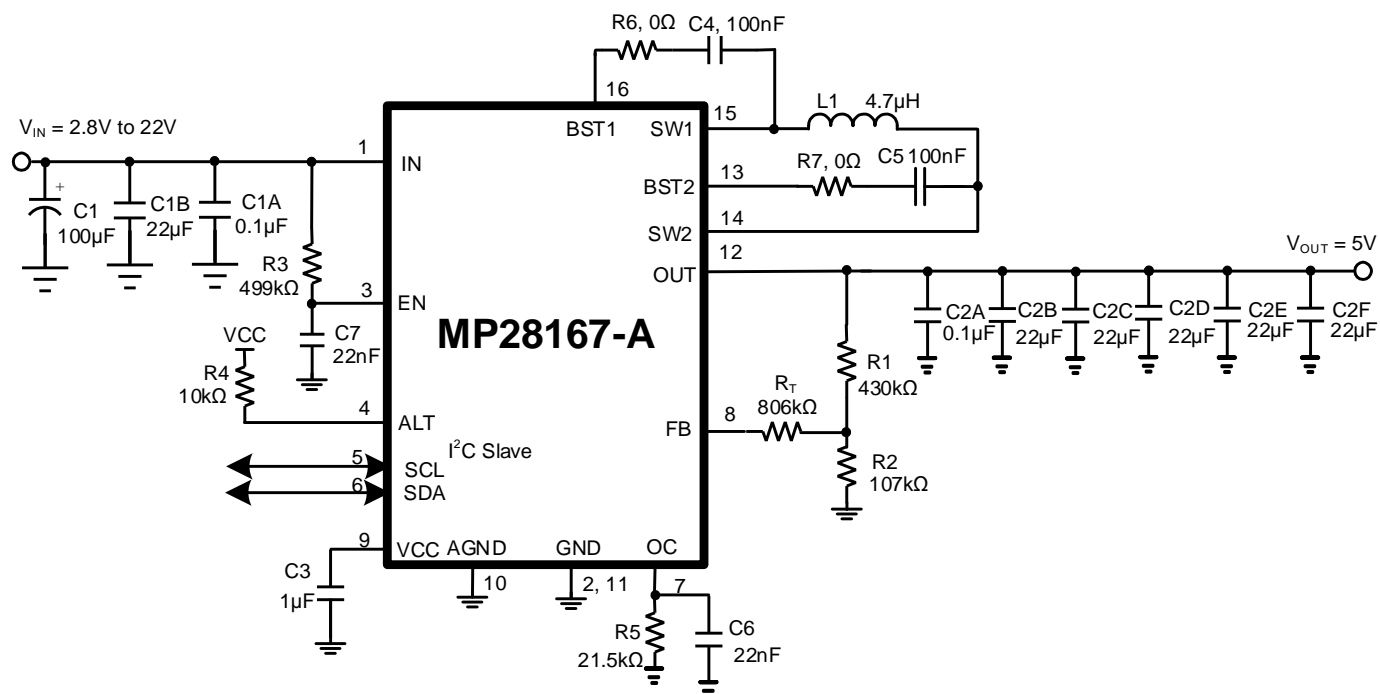 R6, 0Ω
C4, 100nF
16
BST1
SW1
15
L1
4.7µH
V_IN = 2.8V to 22V
1
IN
+
C1
100µF
C1B
22µF
C1A
0.1µF
R3
499kΩ
3
EN
C7
22nF
VCC
R4
10kΩ
4
ALT
I²C Slave
5
SCL
6
SDA
9
VCC
C3
1µF
AGND
10
GND
2, 11
OC
7
R5
21.5kΩ
C6
22nF
MP28167-A
BST2
13
R7, 0Ω
C5 100nF
SW2
14
OUT
12
V_OUT = 5V
C2A
0.1µF
C2B
22µF
C2C
22µF
C2D
22µF
C2E
22µF
C2F
22µF
R1
430kΩ
R_T
806kΩ
FB
8
R2
107kΩ